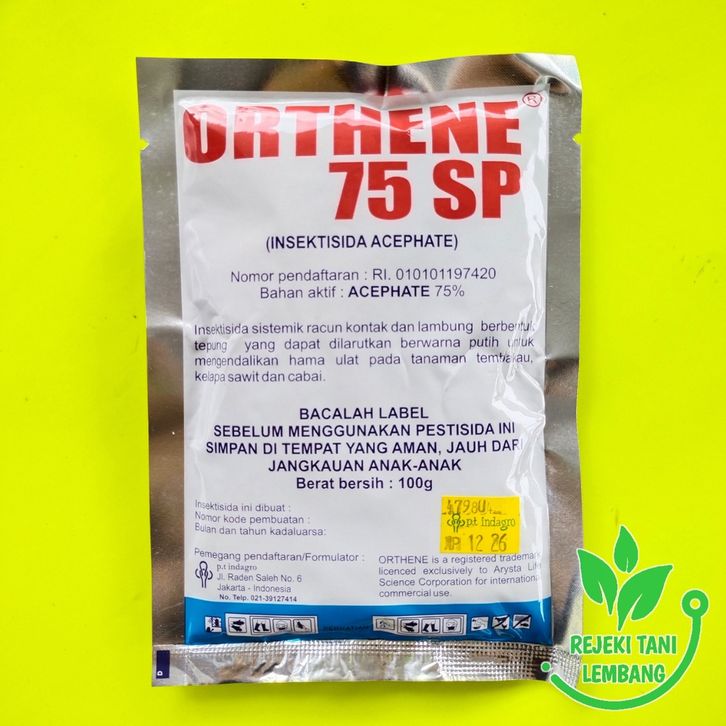 ORTHENE®
75 SP
(INSEKTISIDA ACEPHATE)
Nomor pendaftaran : RI. 010101197420
Bahan aktif : ACEPHATE 75%
Insektisida sistemik racun kontak dan lambung berbentuk
tepung yang dapat dilarutkan berwarna putih untuk
mengendalikan hama ulat pada tanaman tembakau,
kelapa sawit dan cabai.
BACALAH LABEL
SEBELUM MENGGUNAKAN PESTISIDA INI
SIMPAN DI TEMPAT YANG AMAN, JAUH DARI
JANGKAUAN ANAK-ANAK
Berat bersih : 100g
Insektisida ini dibuat :
Nomor kode pembuatan :
Bulan dan tahun kadaluarsa:
p.t indagro
12 26
Pemegang pendaftaran/Formulator :
p.t indagro
Jl. Raden Saleh No. 6
Jakarta - Indonesia
No. Telp. 021-39127414
ORTHENE is a registered trademark
licenced exclusively to Arysta Life
Science Corporation for international
commercial use.
D
REJEKI TANI
LEMBANG